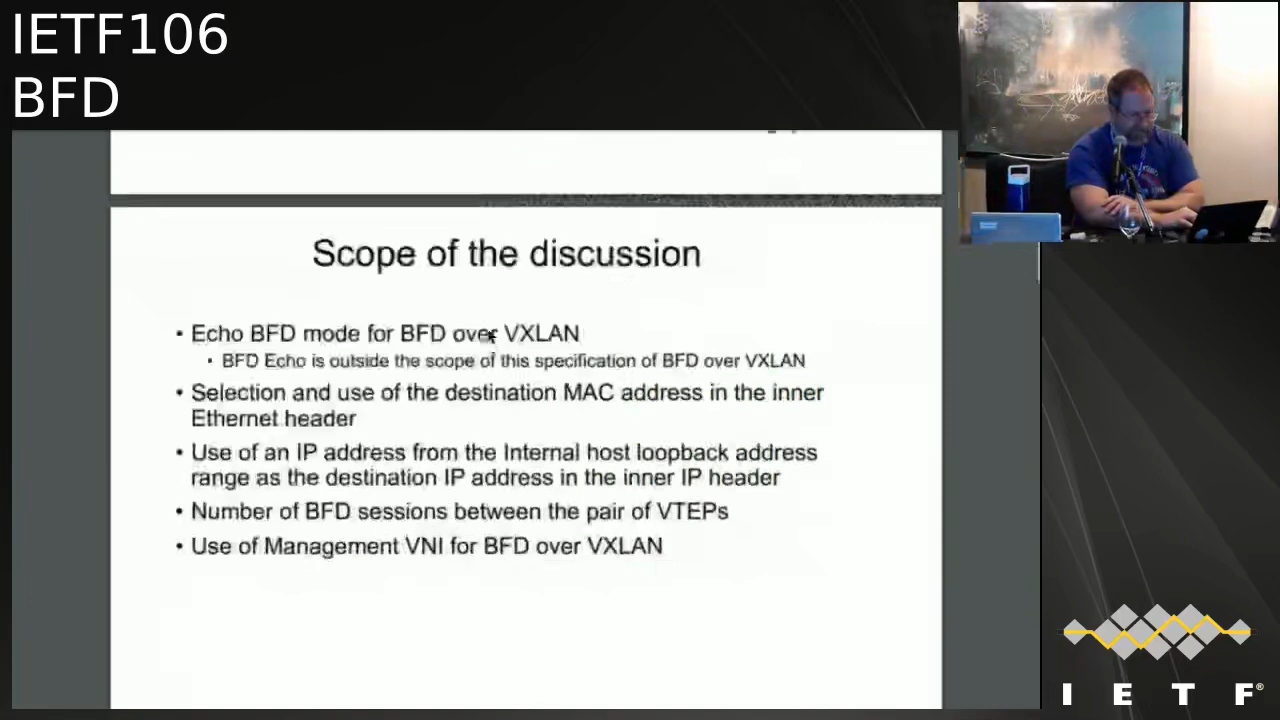 IETF106
BFD
Scope of the discussion
• Echo BFD mode for BFD over VXLAN
• BFD Echo is outside the scope of this specification of BFD over VXLAN
• Selection and use of the destination MAC address in the inner
Ethernet header
• Use of an IP address from the Internal host loopback address
range as the destination IP address in the inner IP header
• Number of BFD sessions between the pair of VTEPs
• Use of Management VNI for BFD over VXLAN
I E T F®